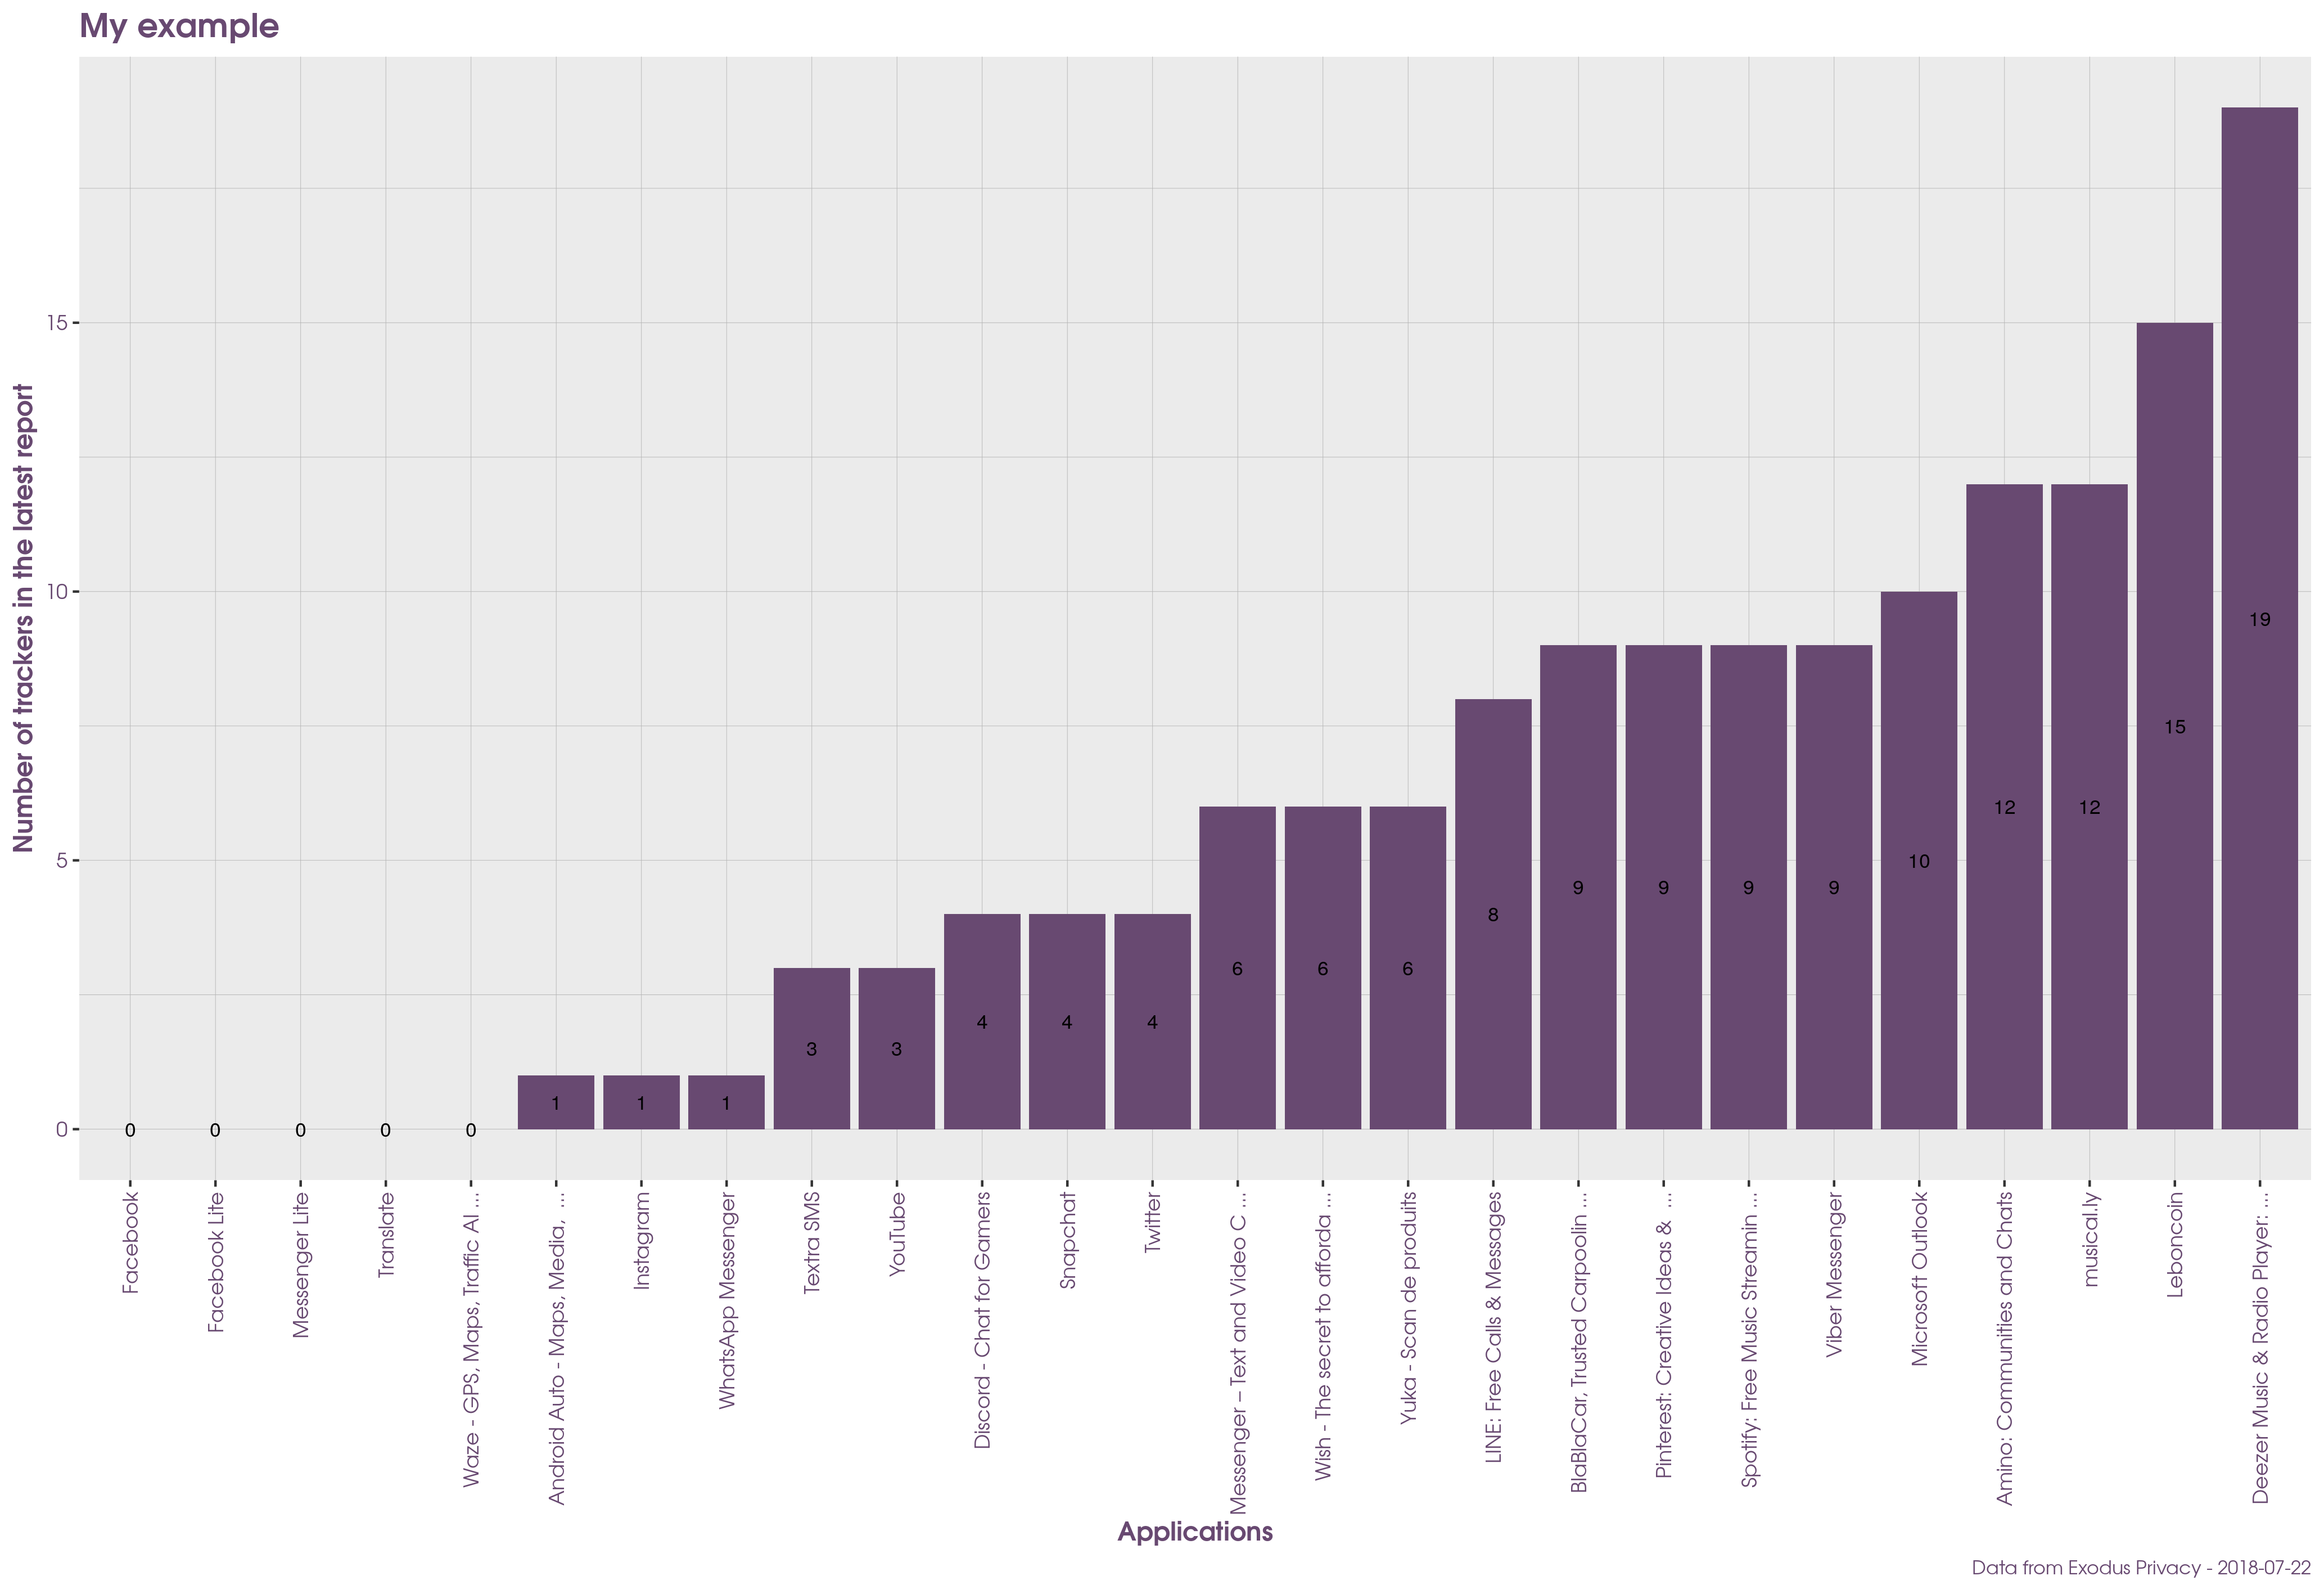 My example
Number of trackers in the latest report
15
10
5
0
0
0
0
0
0
1
1
1
3
3
4
4
4
6
6
6
8
9
9
9
9
10
12
12
15
19
Facebook
Facebook Lite
Messenger Lite
Translate
Waze - GPS, Maps, Traffic Al ...
Android Auto - Maps, Media,  ...
Instagram
WhatsApp Messenger
Textra SMS
YouTube
Discord - Chat for Gamers
Snapchat
Twitter
Messenger – Text and Video C ...
Wish - The secret to afforda ...
Yuka - Scan de produits
LINE: Free Calls & Messages
BlaBlaCar, Trusted Carpoolin ...
Pinterest: Creative Ideas &  ...
Spotify: Free Music Streamin ...
Viber Messenger
Microsoft Outlook
Amino: Communities and Chats
musical.ly
Leboncoin
Deezer Music & Radio Player: ...
Applications
Data from Exodus Privacy - 2018-07-22